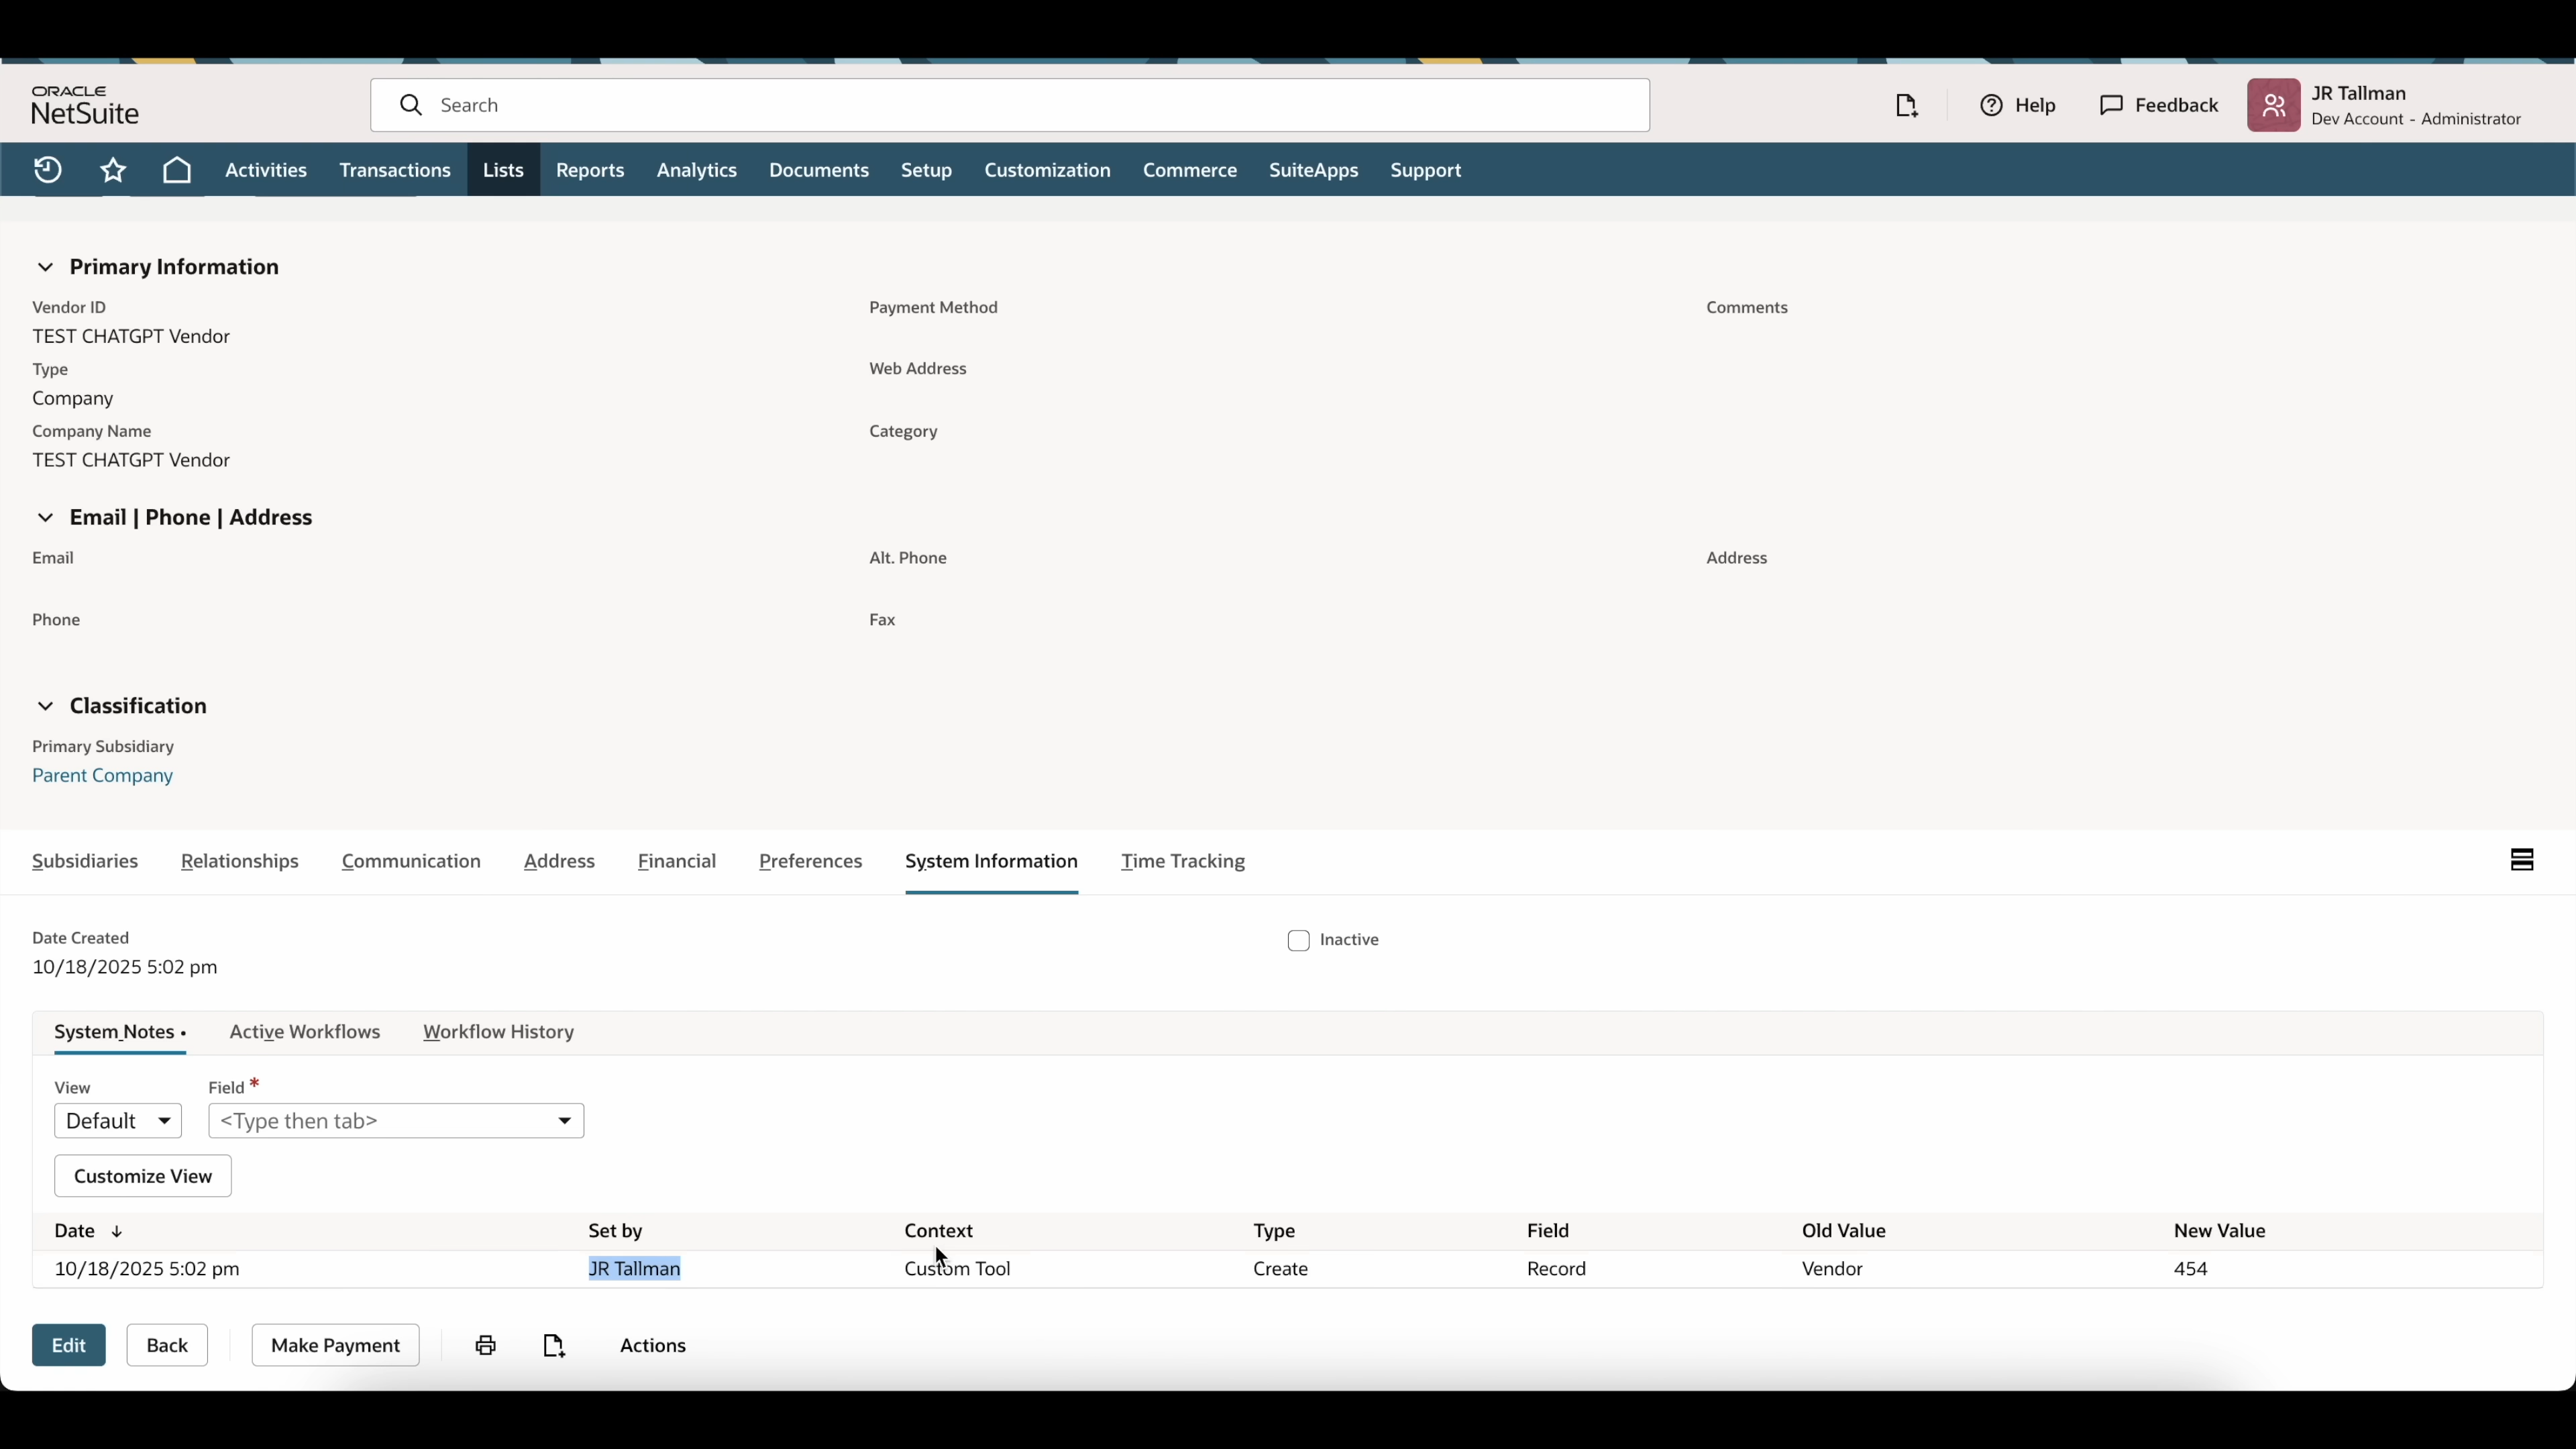 ORACLE
NetSuite
Search
Help
Feedback
JR Tallman
Dev Account - Administrator
Activities
Transactions
Lists
Reports
Analytics
Documents
Setup
Customization
Commerce
SuiteApps
Support
Primary Information
Vendor ID
TEST CHATGPT Vendor
Type
Company
Company Name
TEST CHATGPT Vendor
Payment Method
Web Address
Category
Comments
Email | Phone | Address
Email
Phone
Alt. Phone
Fax
Address
Classification
Primary Subsidiary
Parent Company
Subsidiaries
Relationships
Communication
Address
Financial
Preferences
System Information
Time Tracking
Date Created
10/18/2025 5:02 pm
Inactive
System Notes •
Active Workflows
Workflow History
View
Default
Field *
<Type then tab>
Customize View
Date ↓ Set by Context Type Field Old Value New Value
10/18/2025 5:02 pm JR Tallman Custom Tool Create Record Vendor 454
Edit
Back
Make Payment
Actions